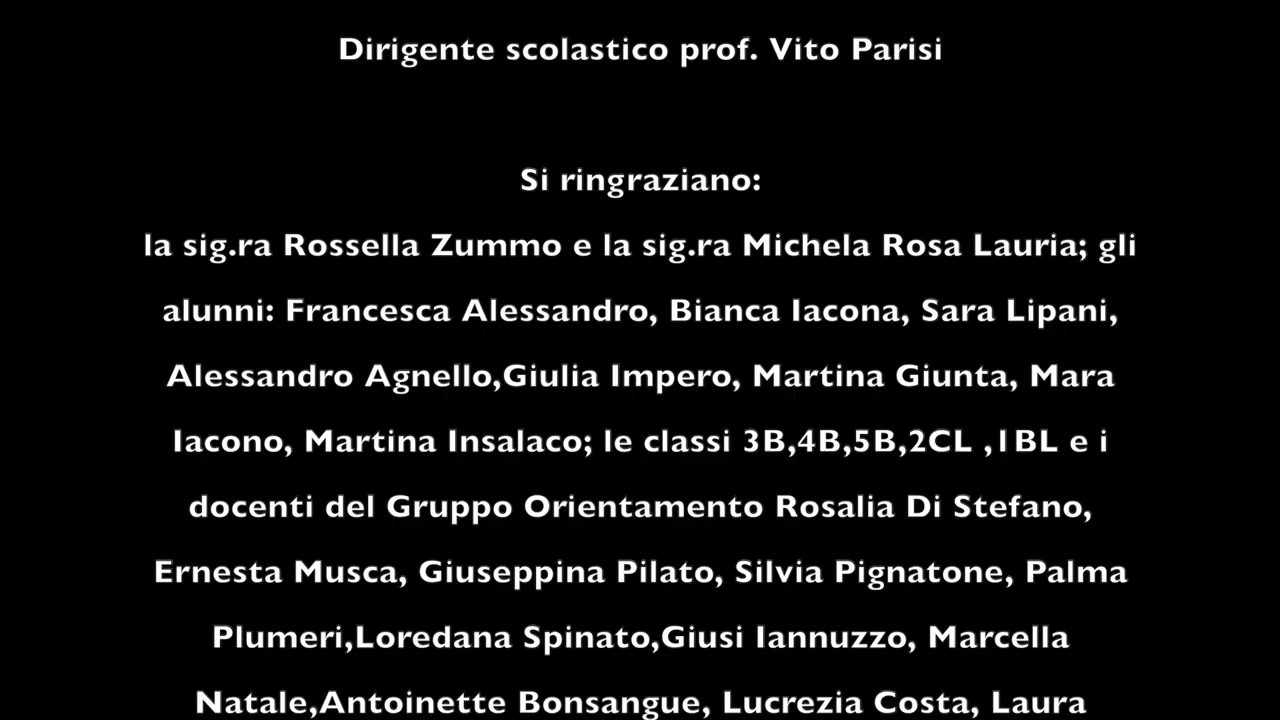 Dirigente scolastico prof. Vito Parisi
Si ringraziano:
la sig.ra Rossella Zummo e la sig.ra Michela Rosa Lauria; gli
alunni: Francesca Alessandro, Bianca Iacona, Sara Lipani,
Alessandro Agnello,Giulia Impero, Martina Giunta, Mara
Iacono, Martina Insalaco; le classi 3B,4B,5B,2CL ,1BL e i
docenti del Gruppo Orientamento Rosalia Di Stefano,
Ernesta Musca, Giuseppina Pilato, Silvia Pignatone, Palma
Plumeri,Loredana Spinato,Giusi Iannuzzo, Marcella
Natale,Antoinette Bonsangue, Lucrezia Costa, Laura